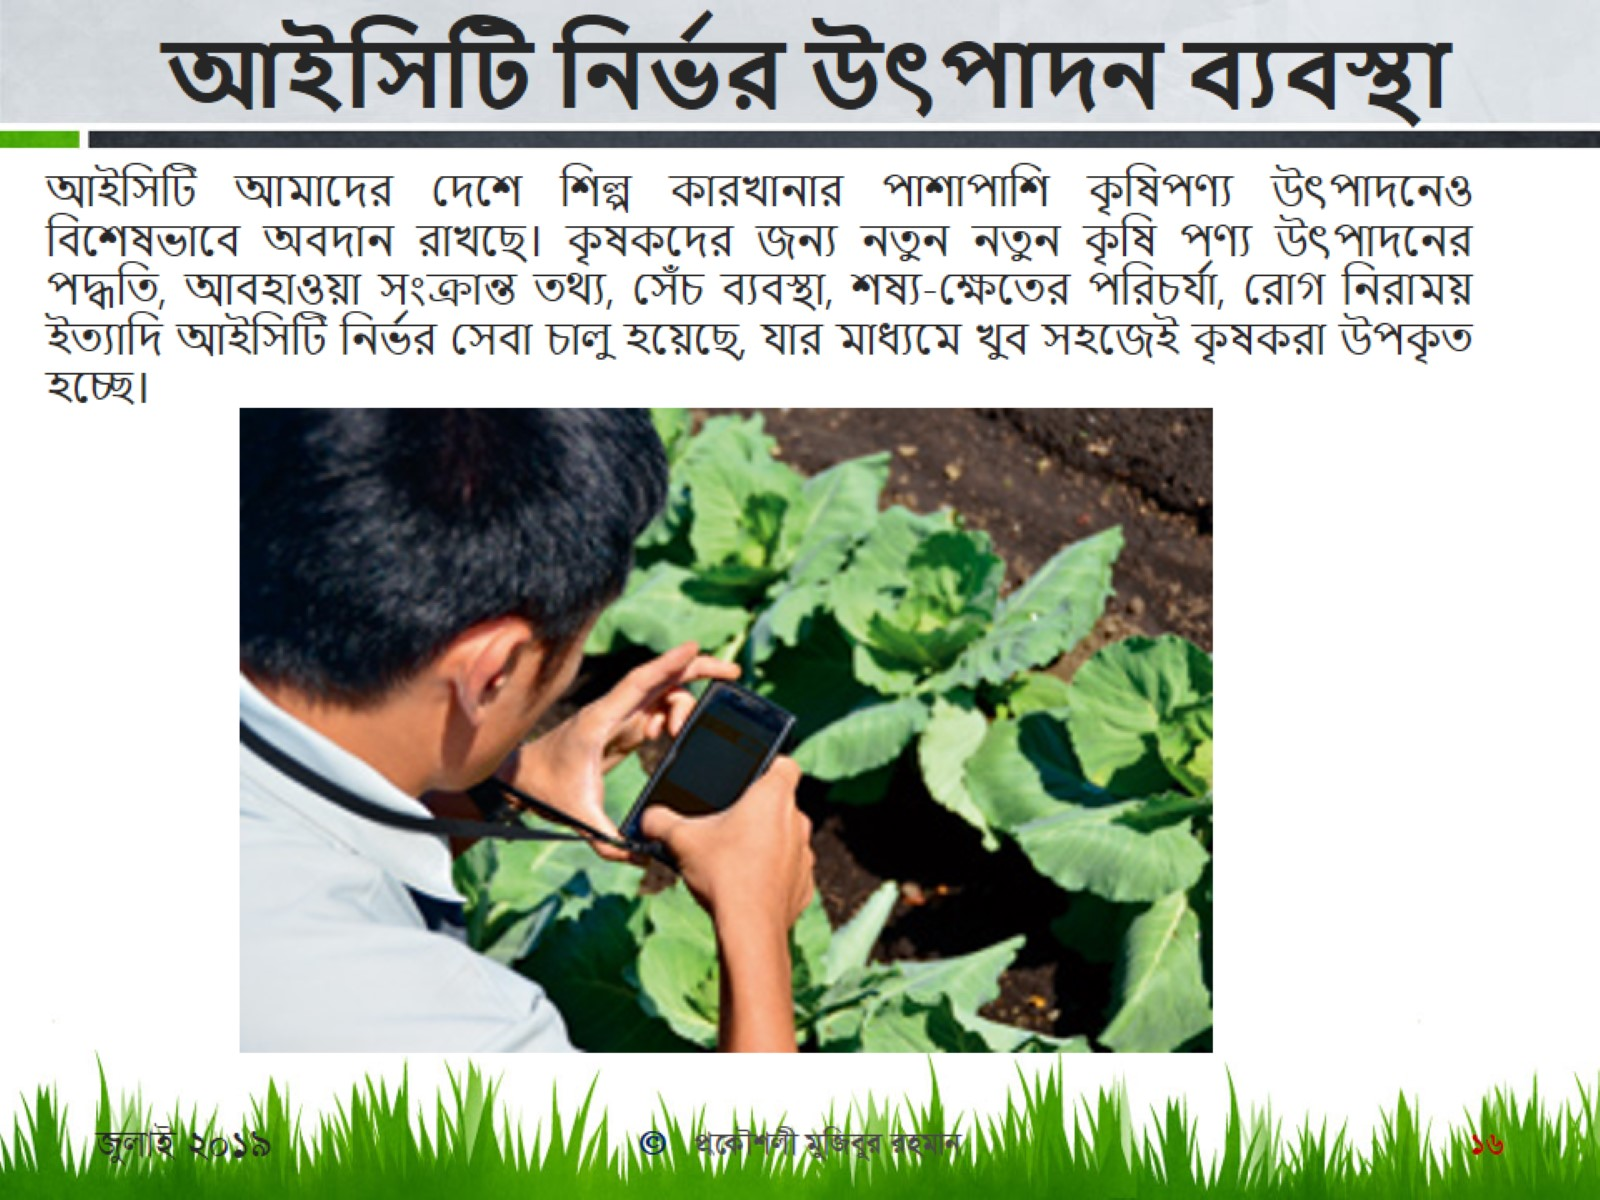 আইসিটি নির্ভর উৎপাদন ব্যবস্থা
আইসিটি আমাদের দেশে শিল্প কারখানার পাশাপাশি কৃষিপণ্য উৎপাদনেও
বিশেষভাবে অবদান রাখছে। কৃষকদের জন্য নতুন নতুন কৃষি পণ্য উৎপাদনের
পদ্ধতি, আবহাওয়া সংক্রান্ত তথ্য, সেঁচ ব্যবস্থা, শষ্য-ক্ষেতের পরিচর্যা, রোগ নিরাময়
ইত্যাদি আইসিটি নির্ভর সেবা চালু হয়েছে, যার মাধ্যমে খুব সহজেই কৃষকরা উপকৃত
হচ্ছে।
জুলাই ২০১৯ © প্রকৌশলী মুজিবুর রহমান ১৬